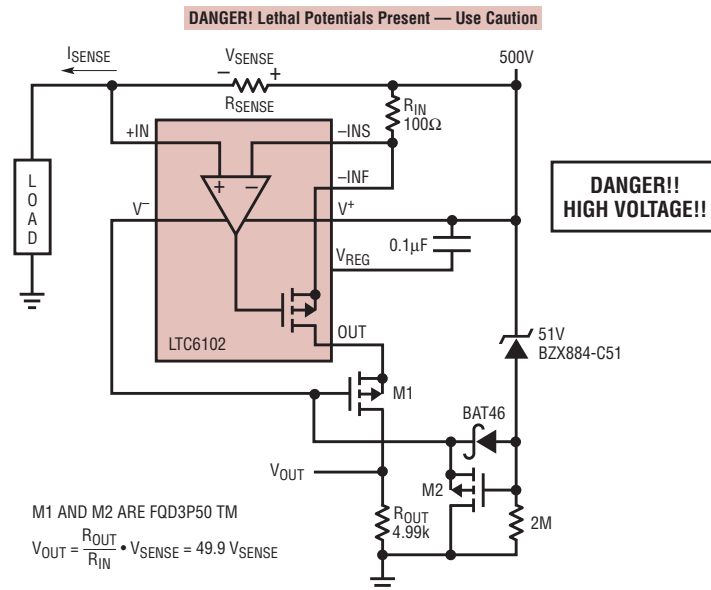 DANGER! Lethal Potentials Present — Use Caution
ISENSE
VSENSE
– +
RSENSE
500V
RIN
100Ω
+IN
–INS
–INF
+ –
V–
V+
VREG
0.1µF
LOAD
DANGER!!
HIGH VOLTAGE!!
LTC6102
OUT
51V
BZX884-C51
M1
BAT46
VOUT
M2
ROUT
4.99k
2M
M1 AND M2 ARE FQD3P50 TM
VOUT = ROUT/RIN • VSENSE = 49.9 VSENSE